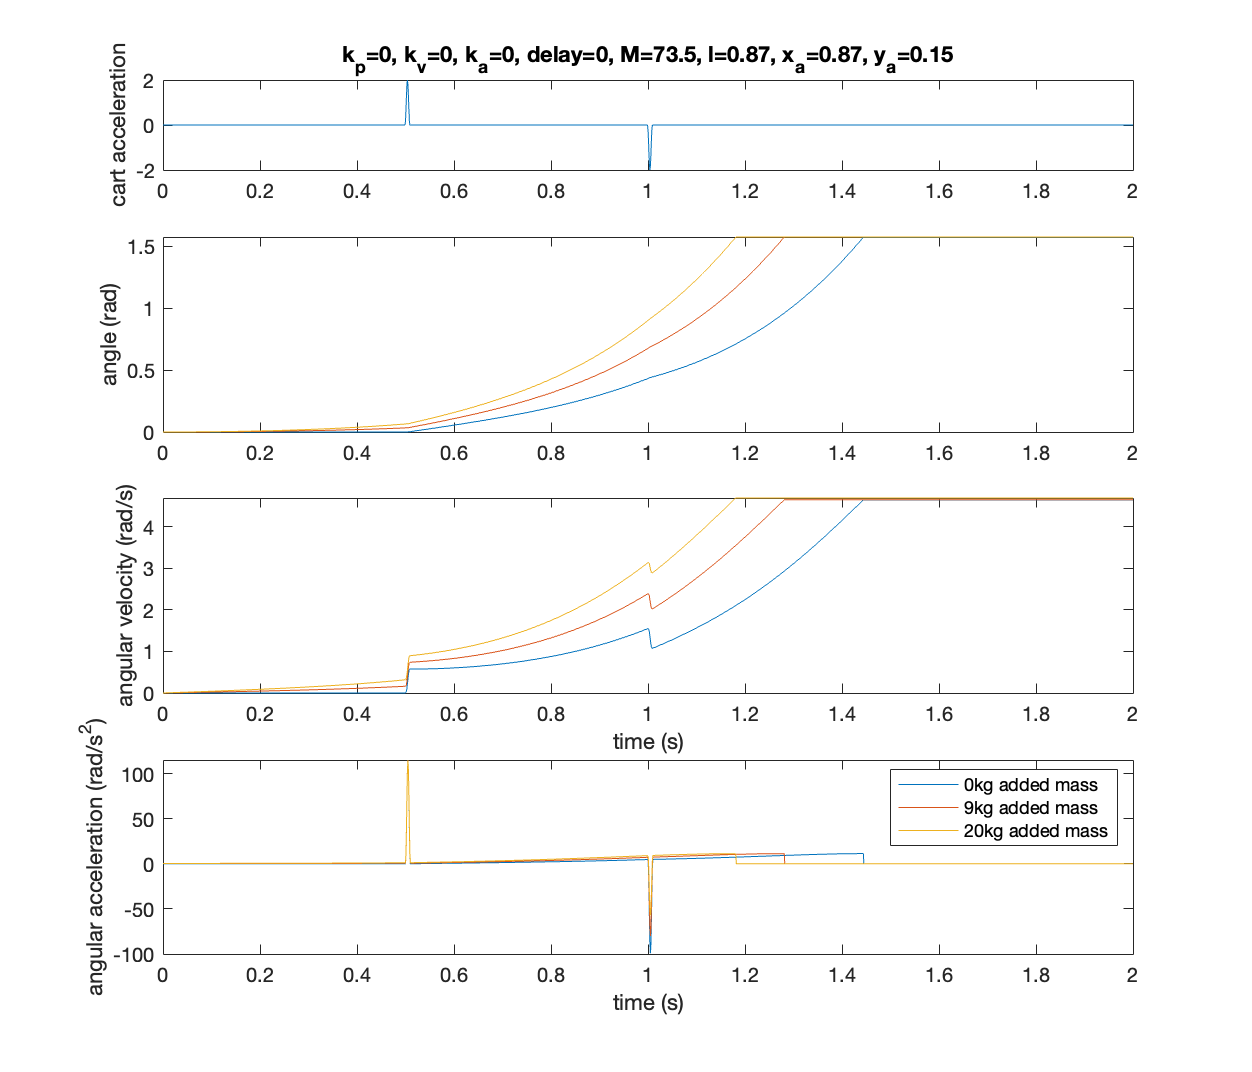 k_p=0, k_v=0, k_a=0, delay=0, M=73.5, l=0.87, x_a=0.87, y_a=0.15
cart acceleration
2
0
-2
0 0.2 0.4 0.6 0.8 1 1.2 1.4 1.6 1.8 2
angle (rad)
1.5
1
0.5
0
0 0.2 0.4 0.6 0.8 1 1.2 1.4 1.6 1.8 2
angular velocity (rad/s)
4
3
2
1
0
0 0.2 0.4 0.6 0.8 1 1.2 1.4 1.6 1.8 2
time (s)
angular acceleration (rad/s²)
100
50
0
-50
-100
0kg added mass
9kg added mass
20kg added mass
0 0.2 0.4 0.6 0.8 1 1.2 1.4 1.6 1.8 2
time (s)